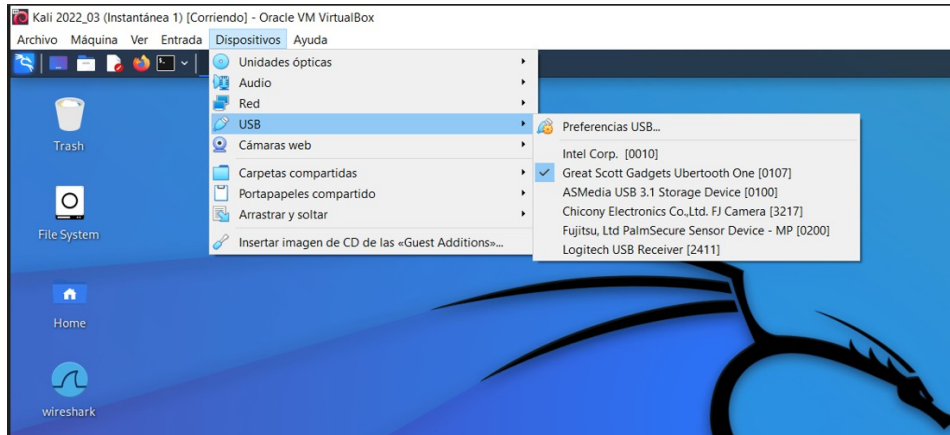 Kali 2022_03 (Instantánea 1) [Corriendo] - Oracle VM VirtualBox
Archivo Máquina Ver Entrada Dispositivos Ayuda
Unidades ópticas
Audio
Red
USB
Cámaras web
Carpetas compartidas
Portapapeles compartido
Arrastrar y soltar
Insertar imagen de CD de las «Guest Additions»...
Preferencias USB...
Intel Corp. [0010]
Great Scott Gadgets Ubertooth One [0107]
ASMedia USB 3.1 Storage Device [0100]
Chicony Electronics Co.,Ltd. FJ Camera [3217]
Fujitsu, Ltd PalmSecure Sensor Device - MP [0200]
Logitech USB Receiver [2411]
Trash
File System
Home
wireshark